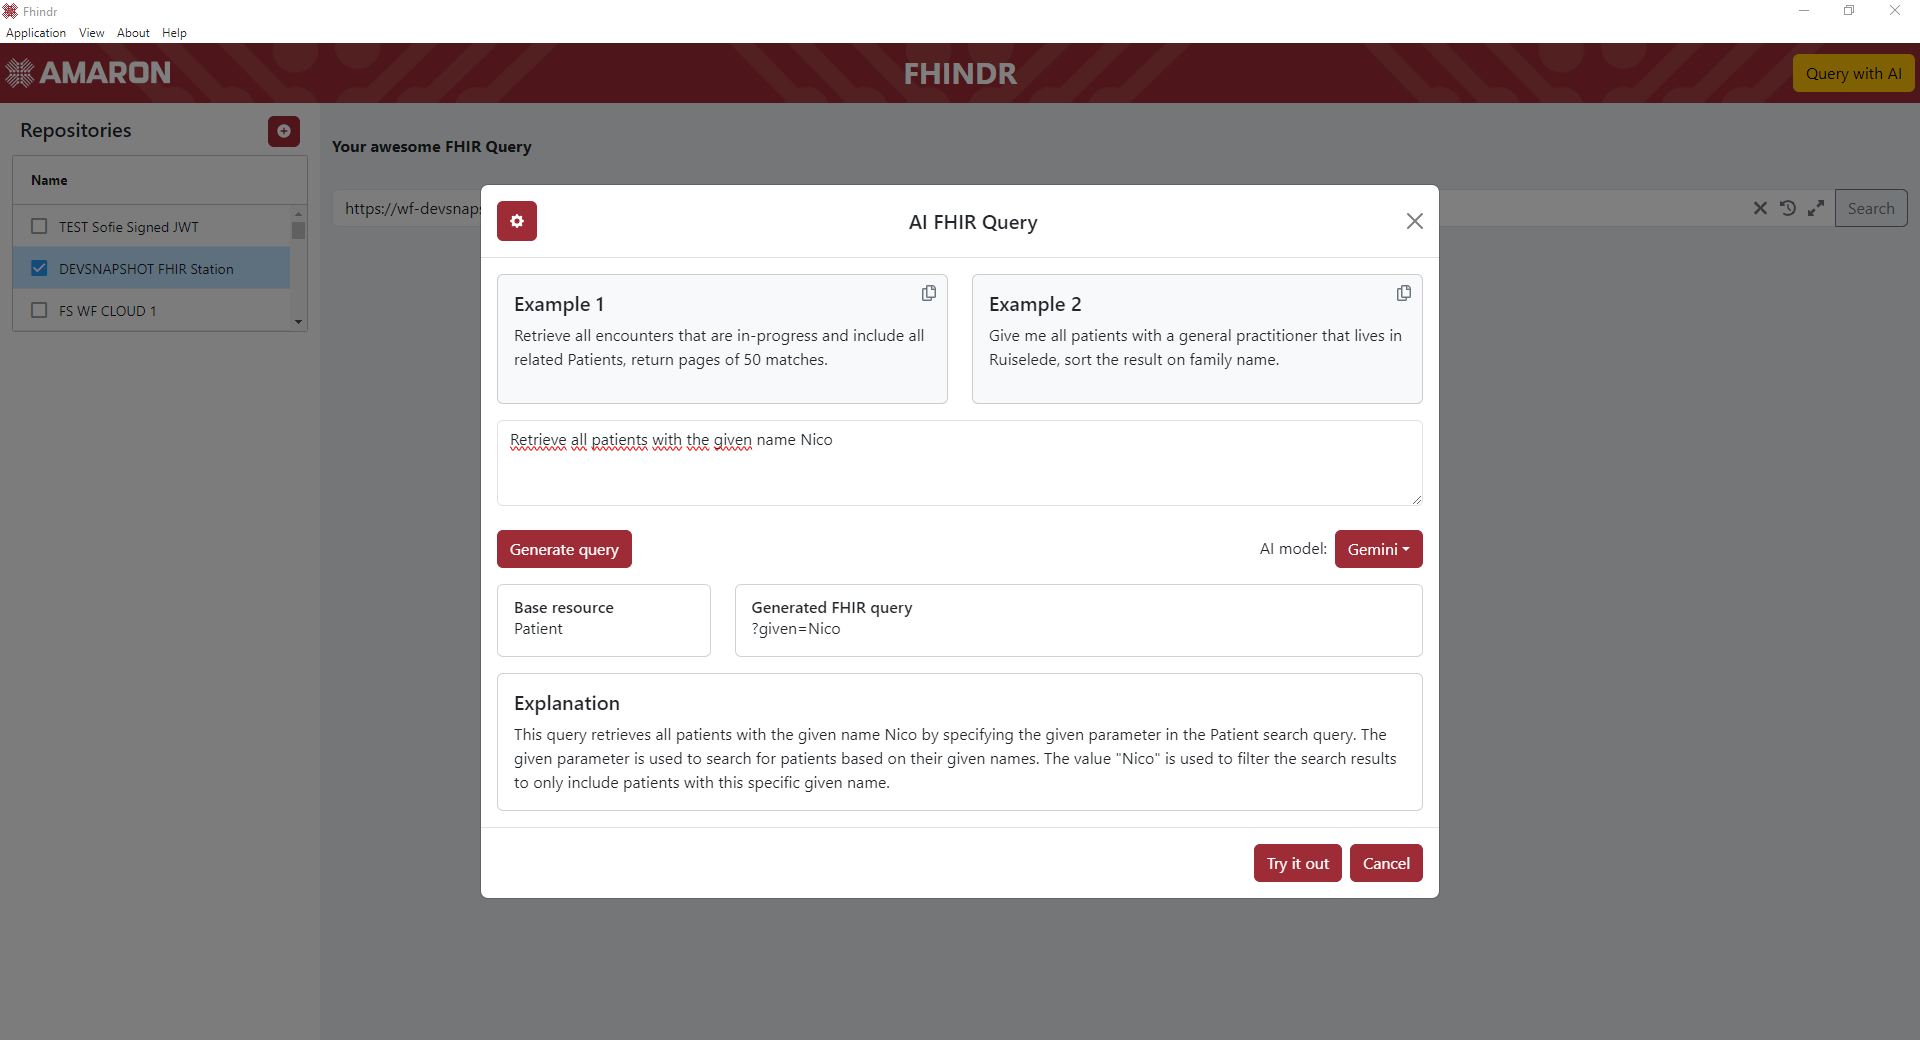 Fhindr
Application View About Help
AMARON
FHINDR
Query with AI
Repositories
Name
TEST Sofie Signed JWT
DEVSNAPSHOT FHIR Station
FS WF CLOUD 1
Your awesome FHIR Query
https://wf-devsnaps
Search
AI FHIR Query
Example 1
Retrieve all encounters that are in-progress and include all
related Patients, return pages of 50 matches.
Example 2
Give me all patients with a general practitioner that lives in
Ruiselede, sort the result on family name.
Retrieve all patients with the given name Nico
Generate query
AI model: Gemini
Base resource
Patient
Generated FHIR query
?given=Nico
Explanation
This query retrieves all patients with the given name Nico by specifying the given parameter in the Patient search query. The
given parameter is used to search for patients based on their given names. The value "Nico" is used to filter the search results
to only include patients with this specific given name.
Try it out
Cancel